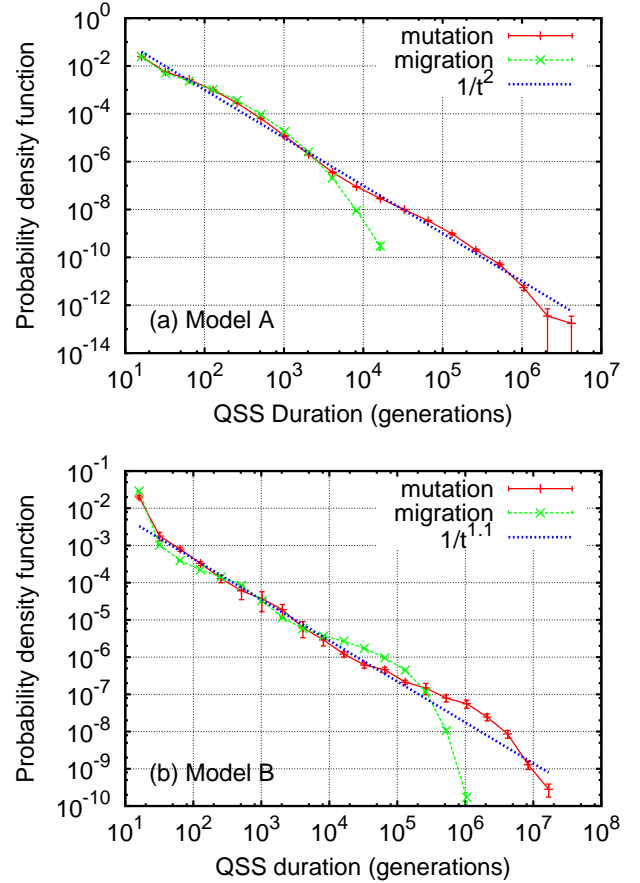 10^0
10^-2
10^-4
10^-6
10^-8
10^-10
10^-12
10^-14
Probability density function
mutation
migration
1/t^2
(a) Model A
10^1 10^2 10^3 10^4 10^5 10^6 10^7
QSS Duration (generations)
10^-1
10^-2
10^-3
10^-4
10^-5
10^-6
10^-7
10^-8
10^-9
10^-10
Probability density function
mutation
migration
1/t^1.1
(b) Model B
10^1 10^2 10^3 10^4 10^5 10^6 10^7 10^8
QSS duration (generations)